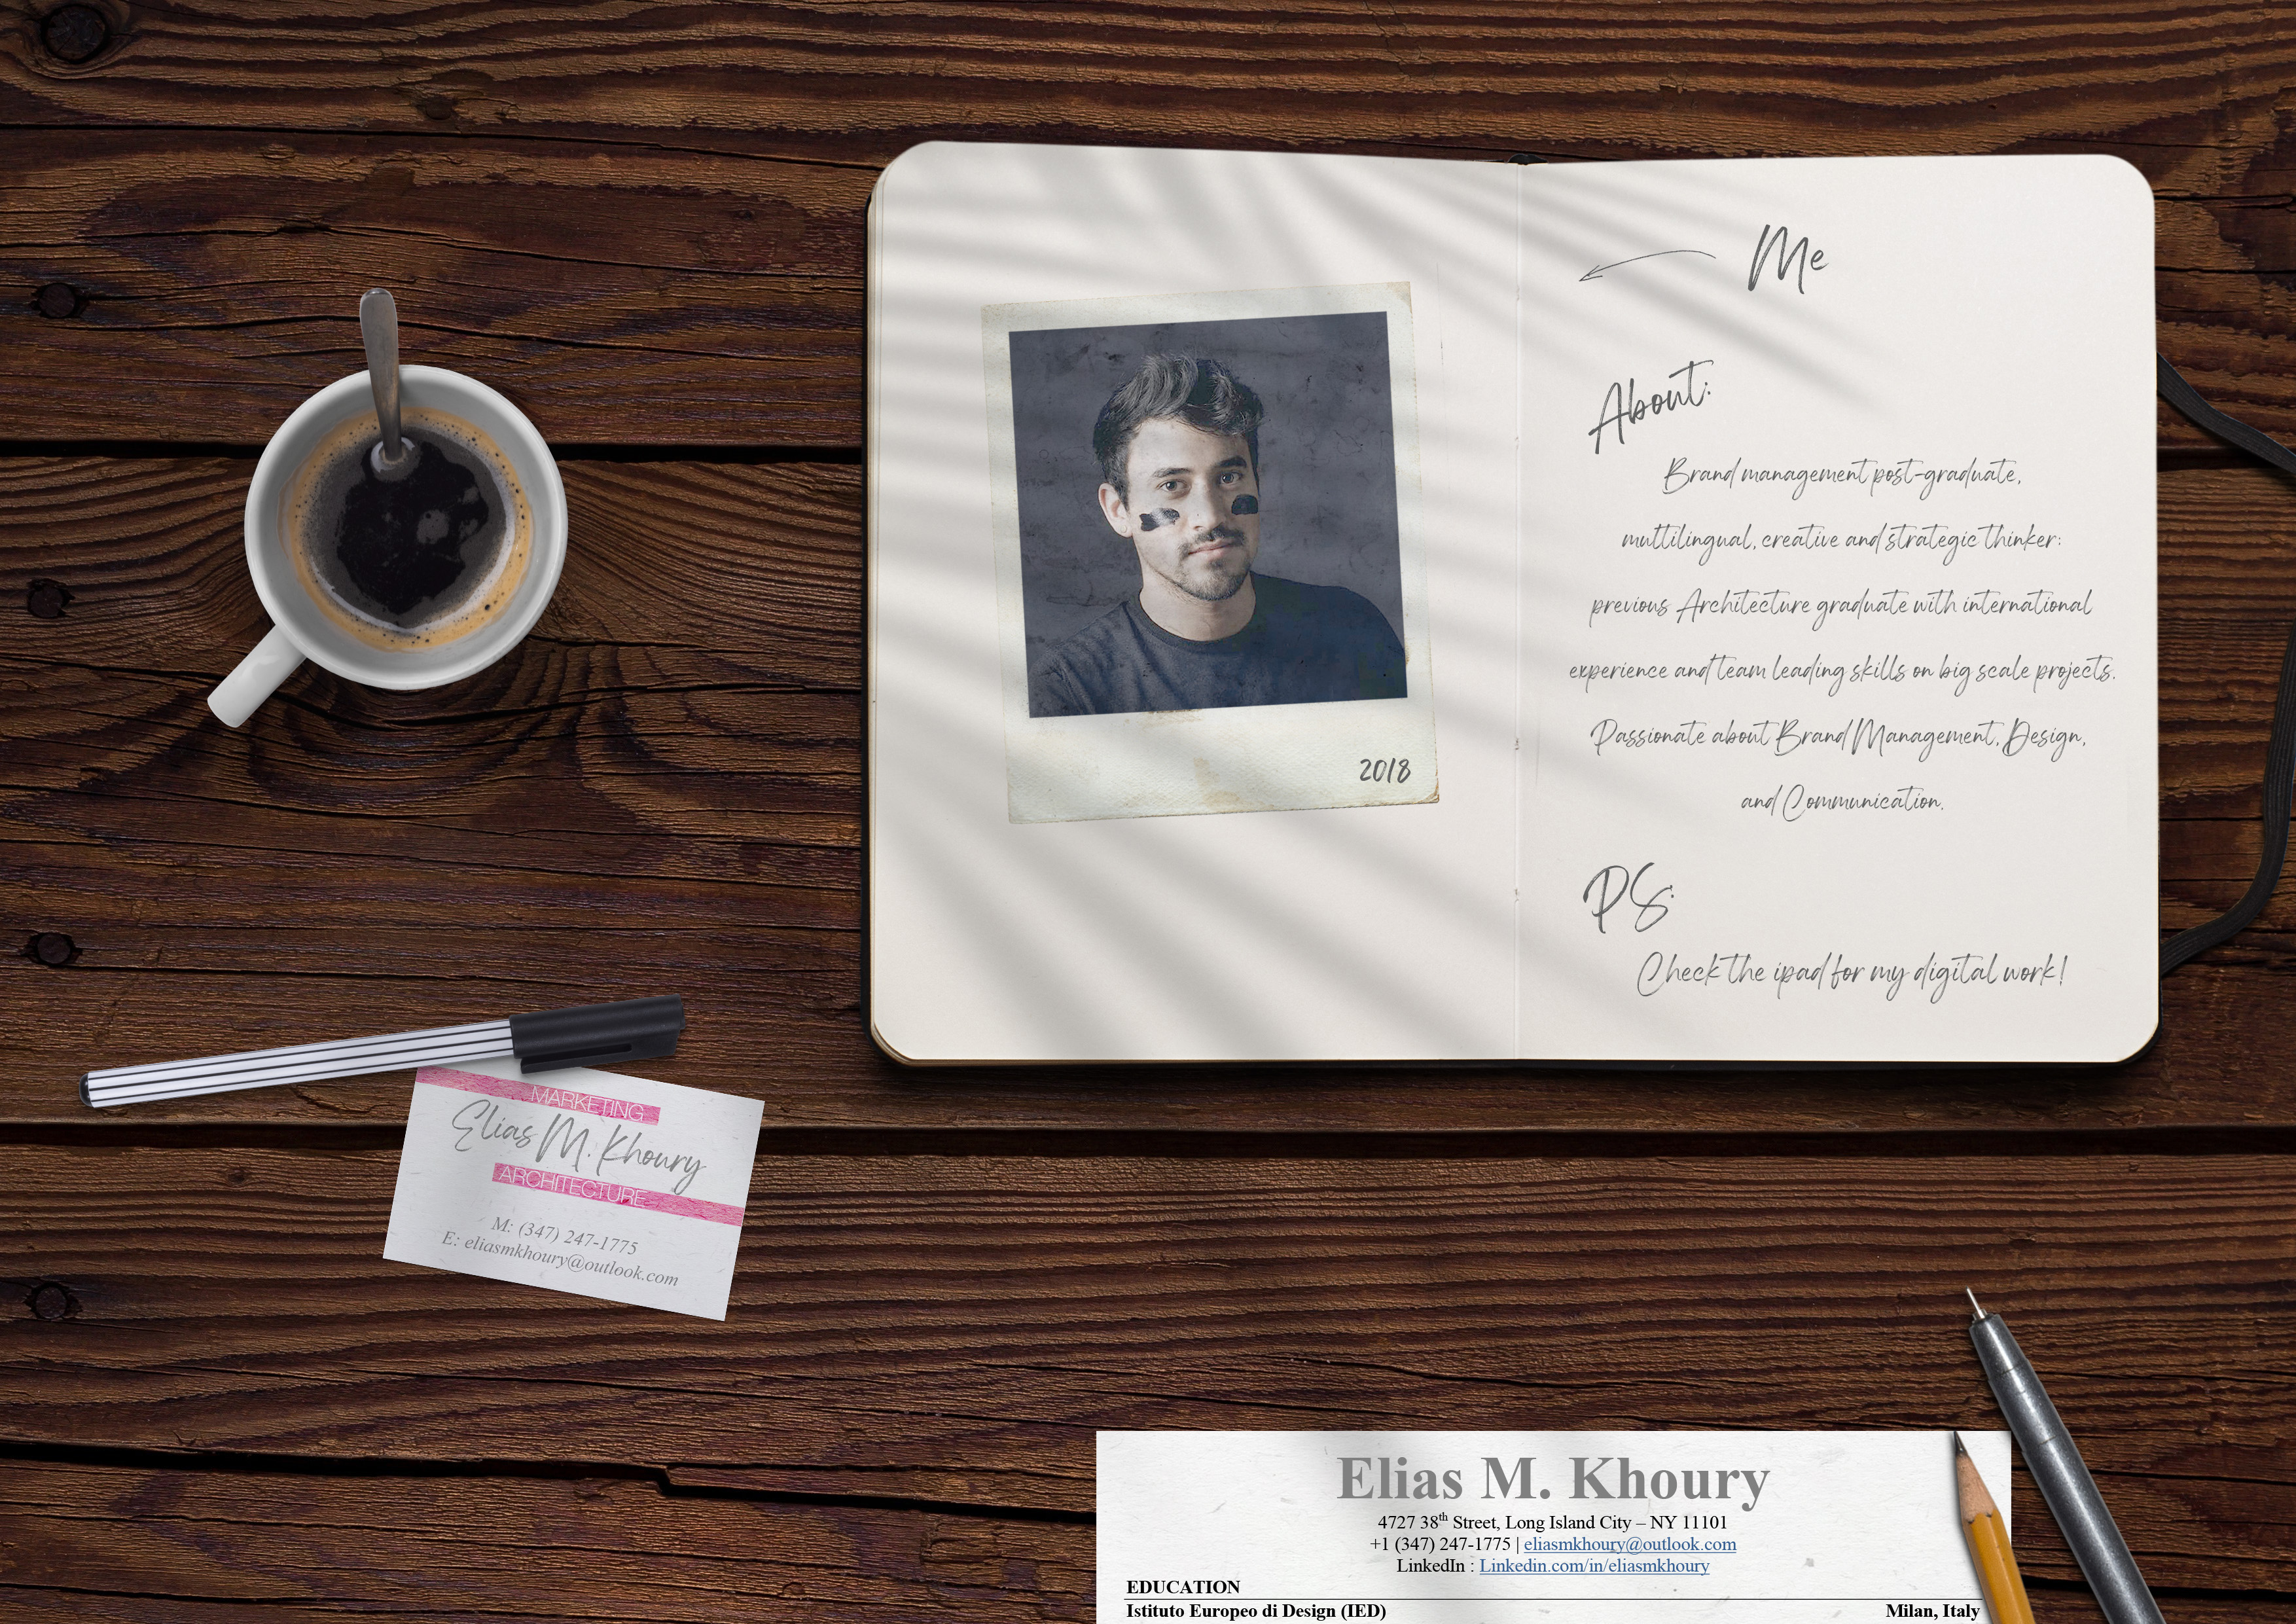 Me
About:
Brand management post-graduate,
multilingual, creative and strategic thinker:
previous Architecture graduate with international
experience and team leading skills on big scale projects.
Passionate about Brand Management, Design,
and Communication.
PS:
Check the ipad for my digital work!
2018
MARKETING
Elias M. Khoury
ARCHITECTURE
M: (347) 247-1775
E: eliasmkhoury@outlook.com
Elias M. Khoury
4727 38th Street, Long Island City – NY 11101
+1 (347) 247-1775 | eliasmkhoury@outlook.com
LinkedIn : Linkedin.com/in/eliasmkhoury
EDUCATION
Istituto Europeo di Design (IED) Milan, Italy